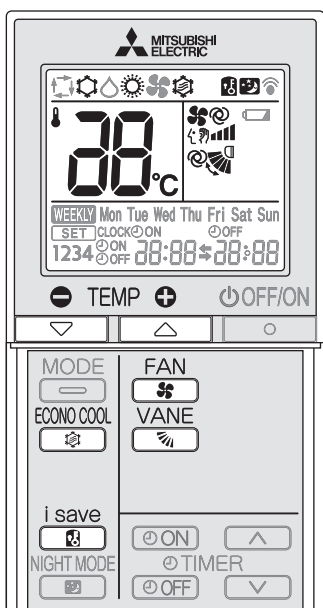 MITSUBISHI
ELECTRIC
88°C
WEEKLY Mon Tue Wed Thu Fri Sat Sun
SET CLOCK ON OFF
1234 ON OFF 88:88 88:88
TEMP OFF/ON
MODE FAN
ECONO COOL VANE
i save
ON
NIGHT MODE TIMER
OFF